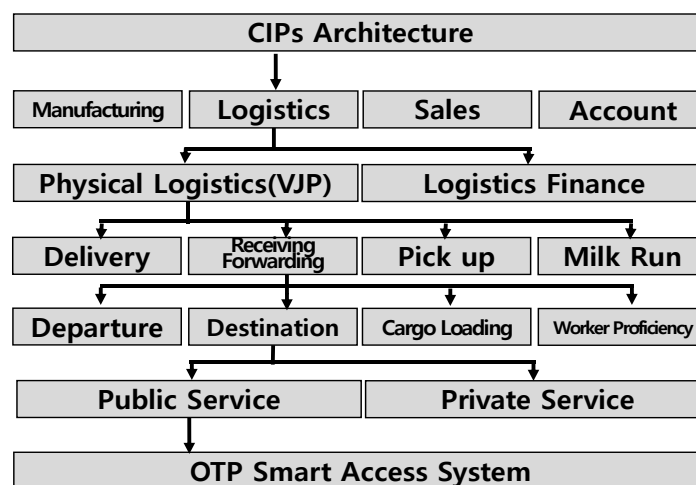 CIPs Architecture
Manufacturing
Logistics
Sales
Account
Physical Logistics(VJP)
Logistics Finance
Delivery
Receiving
Forwarding
Pick up
Milk Run
Departure
Destination
Cargo Loading
Worker Proficiency
Public Service
Private Service
OTP Smart Access System